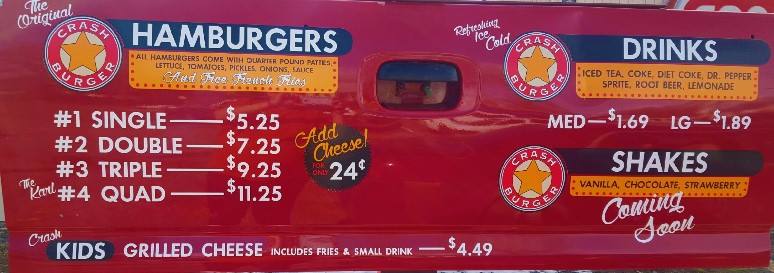 The
Original
CRASH
BURGER
HAMBURGERS
ALL HAMBURGERS COME WITH QUARTER POUND PATTIES,
LETTUCE, TOMATOES, PICKLES, ONIONS, SAUCE
And Free French Fries
#1 SINGLE — $5.25
#2 DOUBLE — $7.25
#3 TRIPLE — $9.25
The Karl #4 QUAD — $11.25
Add
Cheese!
FOR
ONLY 24¢
Crash
KIDS GRILLED CHEESE INCLUDES FRIES & SMALL DRINK — $4.49
Refreshing
Ice
Cold
CRASH
BURGER
DRINKS
ICED TEA, COKE, DIET COKE, DR. PEPPER
SPRITE, ROOT BEER, LEMONADE
MED — $1.69 LG — $1.89
CRASH
BURGER
SHAKES
VANILLA, CHOCOLATE, STRAWBERRY
Coming
Soon